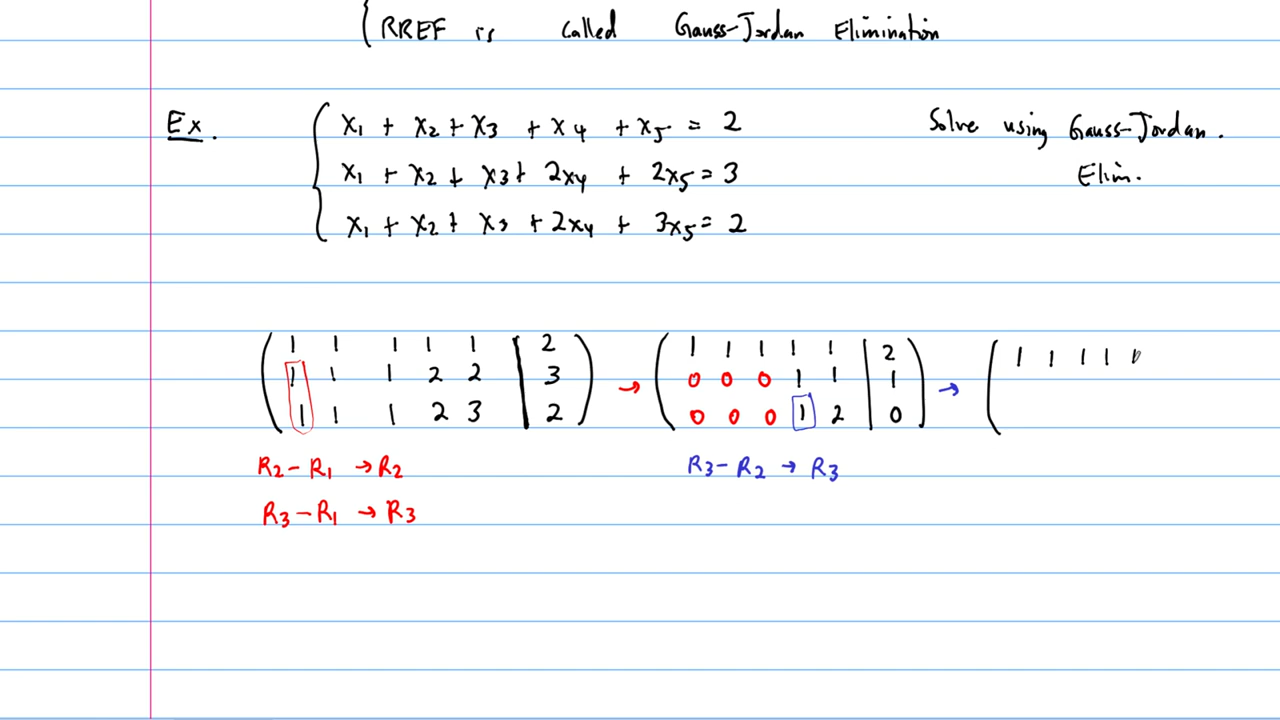 RREF is called Gauss-Jordan Elimination
Ex. x₁ + x₂ + x₃ + x₄ + x₅ = 2 Solve using Gauss-Jordan.
x₁ + x₂ + x₃ + 2x₄ + 2x₅ = 3 Elim.
x₁ + x₂ + x₃ + 2x₄ + 3x₅ = 2
( 1 1 1 1 1 | 2 ) ( 1 1 1 1 1 | 2 ) ( 1 1 1 1
1 1 1 2 2 | 3 → 0 0 0 1 1 | 1 →
1 1 1 2 3 | 2 0 0 0 1 2 | 0
R₂ − R₁ → R₂ R₃ − R₂ → R₃
R₃ − R₁ → R₃